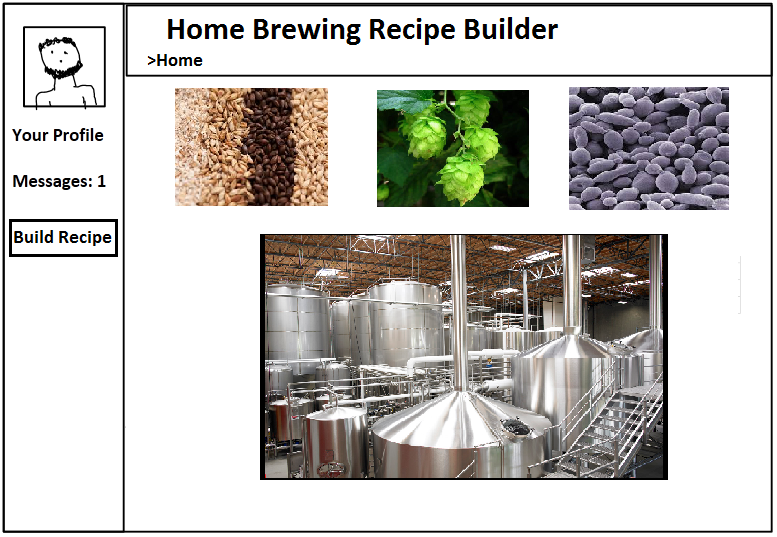 Home Brewing Recipe Builder
>Home
Your Profile
Messages: 1
Build Recipe